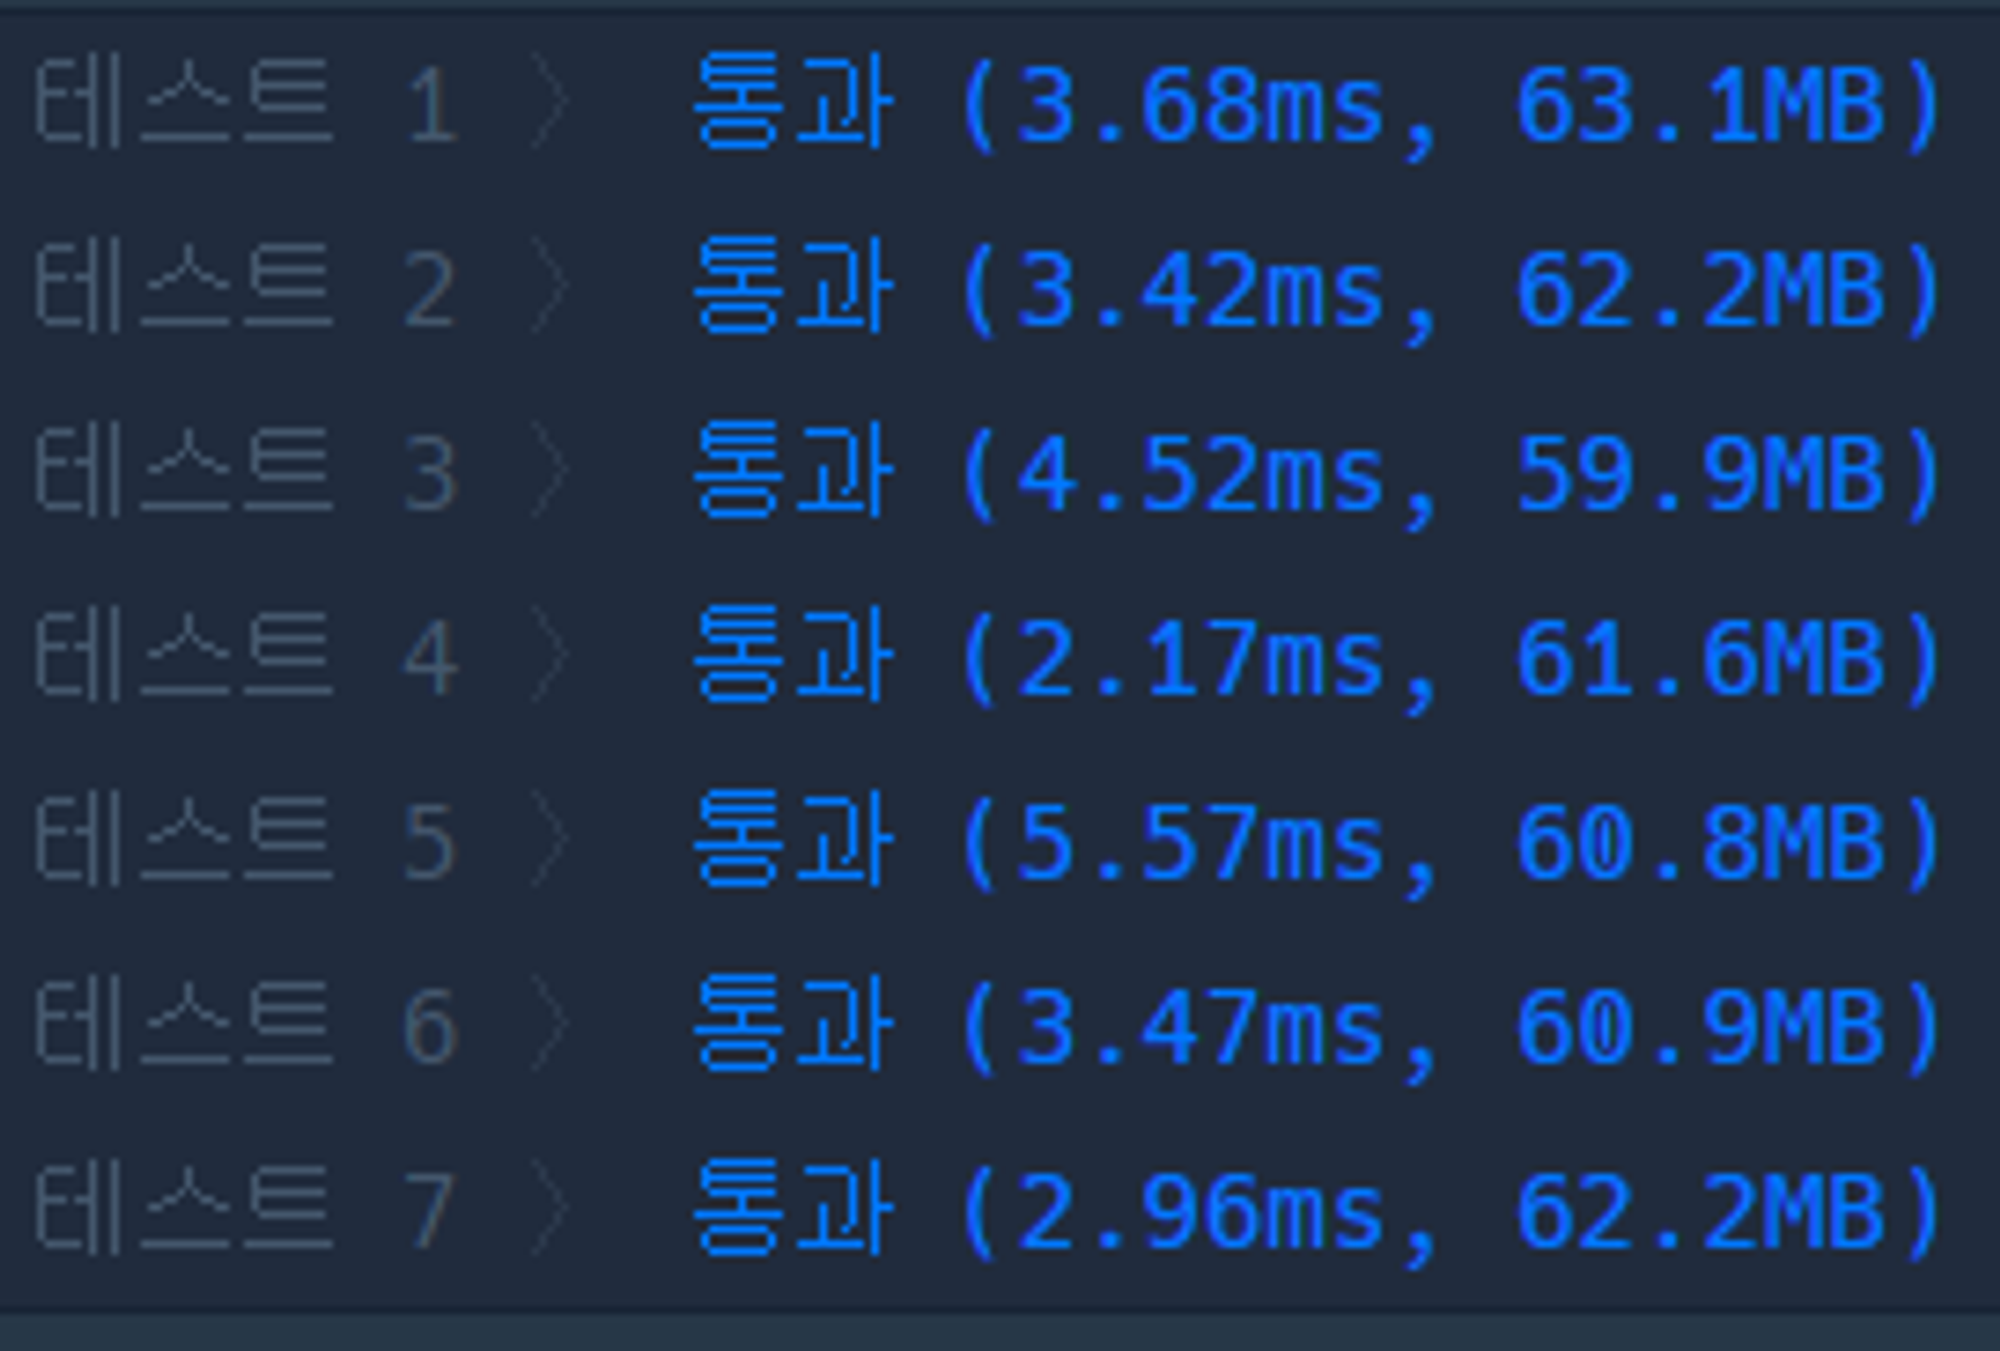 테스트 1 〉 통과 (3.68ms, 63.1MB)
테스트 2 〉 통과 (3.42ms, 62.2MB)
테스트 3 〉 통과 (4.52ms, 59.9MB)
테스트 4 〉 통과 (2.17ms, 61.6MB)
테스트 5 〉 통과 (5.57ms, 60.8MB)
테스트 6 〉 통과 (3.47ms, 60.9MB)
테스트 7 〉 통과 (2.96ms, 62.2MB)